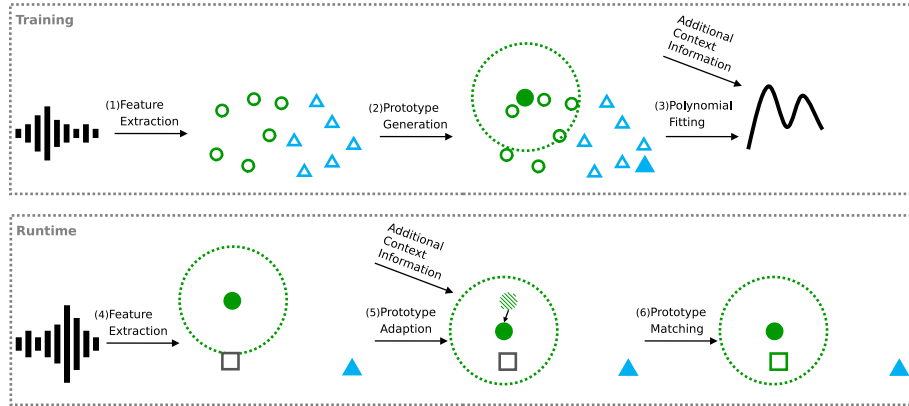 Training
(1)Feature
Extraction
(2)Prototype
Generation
Additional
Context
Information
(3)Polynomial
Fitting
Runtime
(4)Feature
Extraction
Additional
Context
Information
(5)Prototype
Adaption
(6)Prototype
Matching